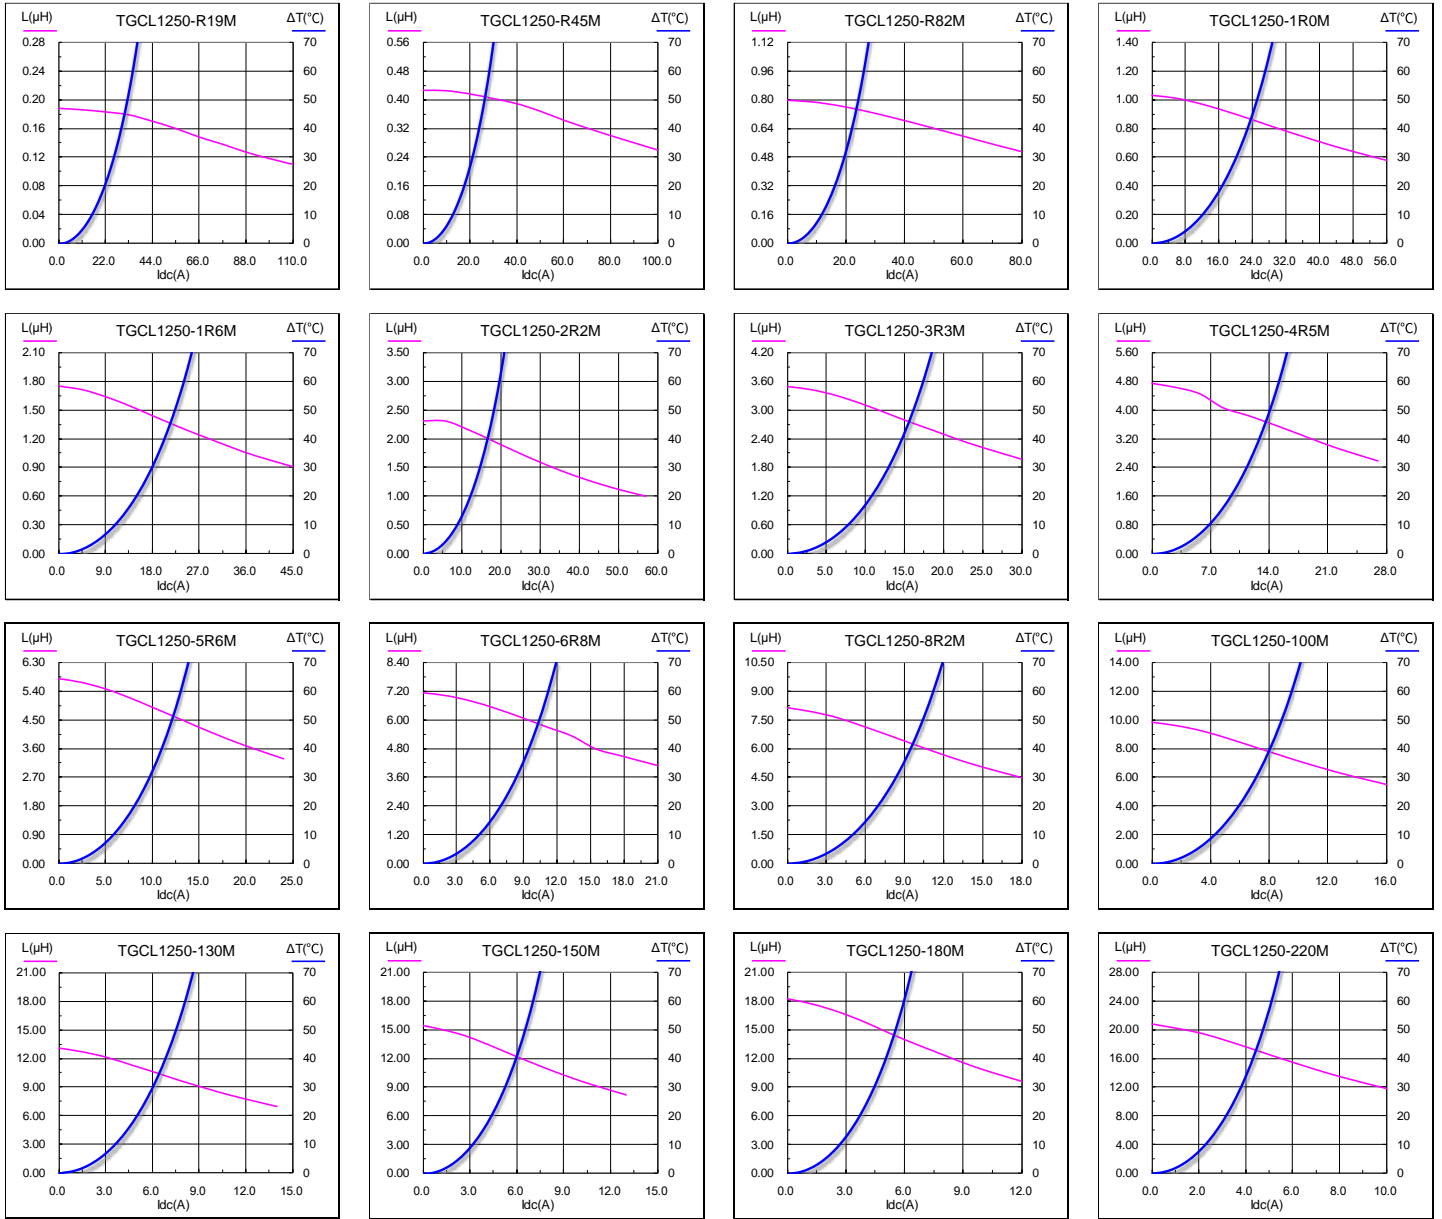 L(μH) TGCL1250-R19M ΔT(℃)
0.28 70
0.24 60
0.20 50
0.16 40
0.12 30
0.08 20
0.04 10
0.00 0
0.0 22.0 44.0 66.0 88.0 110.0
Idc(A)
L(μH) TGCL1250-R45M ΔT(℃)
0.56 70
0.48 60
0.40 50
0.32 40
0.24 30
0.16 20
0.08 10
0.00 0
0.0 20.0 40.0 60.0 80.0 100.0
Idc(A)
L(μH) TGCL1250-R82M ΔT(℃)
1.12 70
0.96 60
0.80 50
0.64 40
0.48 30
0.32 20
0.16 10
0.00 0
0.0 20.0 40.0 60.0 80.0
Idc(A)
L(μH) TGCL1250-1R0M ΔT(℃)
1.40 70
1.20 60
1.00 50
0.80 40
0.60 30
0.40 20
0.20 10
0.00 0
0.0 8.0 16.0 24.0 32.0 40.0 48.0 56.0
Idc(A)
L(μH) TGCL1250-1R6M ΔT(℃)
2.10 70
1.80 60
1.50 50
1.20 40
0.90 30
0.60 20
0.30 10
0.00 0
0.0 9.0 18.0 27.0 36.0 45.0
Idc(A)
L(μH) TGCL1250-2R2M ΔT(℃)
3.50 70
3.00 60
2.50 50
2.00 40
1.50 30
1.00 20
0.50 10
0.00 0
0.0 10.0 20.0 30.0 40.0 50.0 60.0
Idc(A)
L(μH) TGCL1250-3R3M ΔT(℃)
4.20 70
3.60 60
3.00 50
2.40 40
1.80 30
1.20 20
0.60 10
0.00 0
0.0 5.0 10.0 15.0 20.0 25.0 30.0
Idc(A)
L(μH) TGCL1250-4R5M ΔT(℃)
5.60 70
4.80 60
4.00 50
3.20 40
2.40 30
1.60 20
0.80 10
0.00 0
0.0 7.0 14.0 21.0 28.0
Idc(A)
L(μH) TGCL1250-5R6M ΔT(℃)
6.30 70
5.40 60
4.50 50
3.60 40
2.70 30
1.80 20
0.90 10
0.00 0
0.0 5.0 10.0 15.0 20.0 25.0
Idc(A)
L(μH) TGCL1250-6R8M ΔT(℃)
8.40 70
7.20 60
6.00 50
4.80 40
3.60 30
2.40 20
1.20 10
0.00 0
0.0 3.0 6.0 9.0 12.0 15.0 18.0 21.0
Idc(A)
L(μH) TGCL1250-8R2M ΔT(℃)
10.50 70
9.00 60
7.50 50
6.00 40
4.50 30
3.00 20
1.50 10
0.00 0
0.0 3.0 6.0 9.0 12.0 15.0 18.0
Idc(A)
L(μH) TGCL1250-100M ΔT(℃)
14.00 70
12.00 60
10.00 50
8.00 40
6.00 30
4.00 20
2.00 10
0.00 0
0.0 4.0 8.0 12.0 16.0
Idc(A)
L(μH) TGCL1250-130M ΔT(℃)
21.00 70
18.00 60
15.00 50
12.00 40
9.00 30
6.00 20
3.00 10
0.00 0
0.0 3.0 6.0 9.0 12.0 15.0
Idc(A)
L(μH) TGCL1250-150M ΔT(℃)
21.00 70
18.00 60
15.00 50
12.00 40
9.00 30
6.00 20
3.00 10
0.00 0
0.0 3.0 6.0 9.0 12.0 15.0
Idc(A)
L(μH) TGCL1250-180M ΔT(℃)
21.00 70
18.00 60
15.00 50
12.00 40
9.00 30
6.00 20
3.00 10
0.00 0
0.0 3.0 6.0 9.0 12.0
Idc(A)
L(μH) TGCL1250-220M ΔT(℃)
28.00 70
24.00 60
20.00 50
16.00 40
12.00 30
8.00 20
4.00 10
0.00 0
0.0 2.0 4.0 6.0 8.0 10.0
Idc(A)